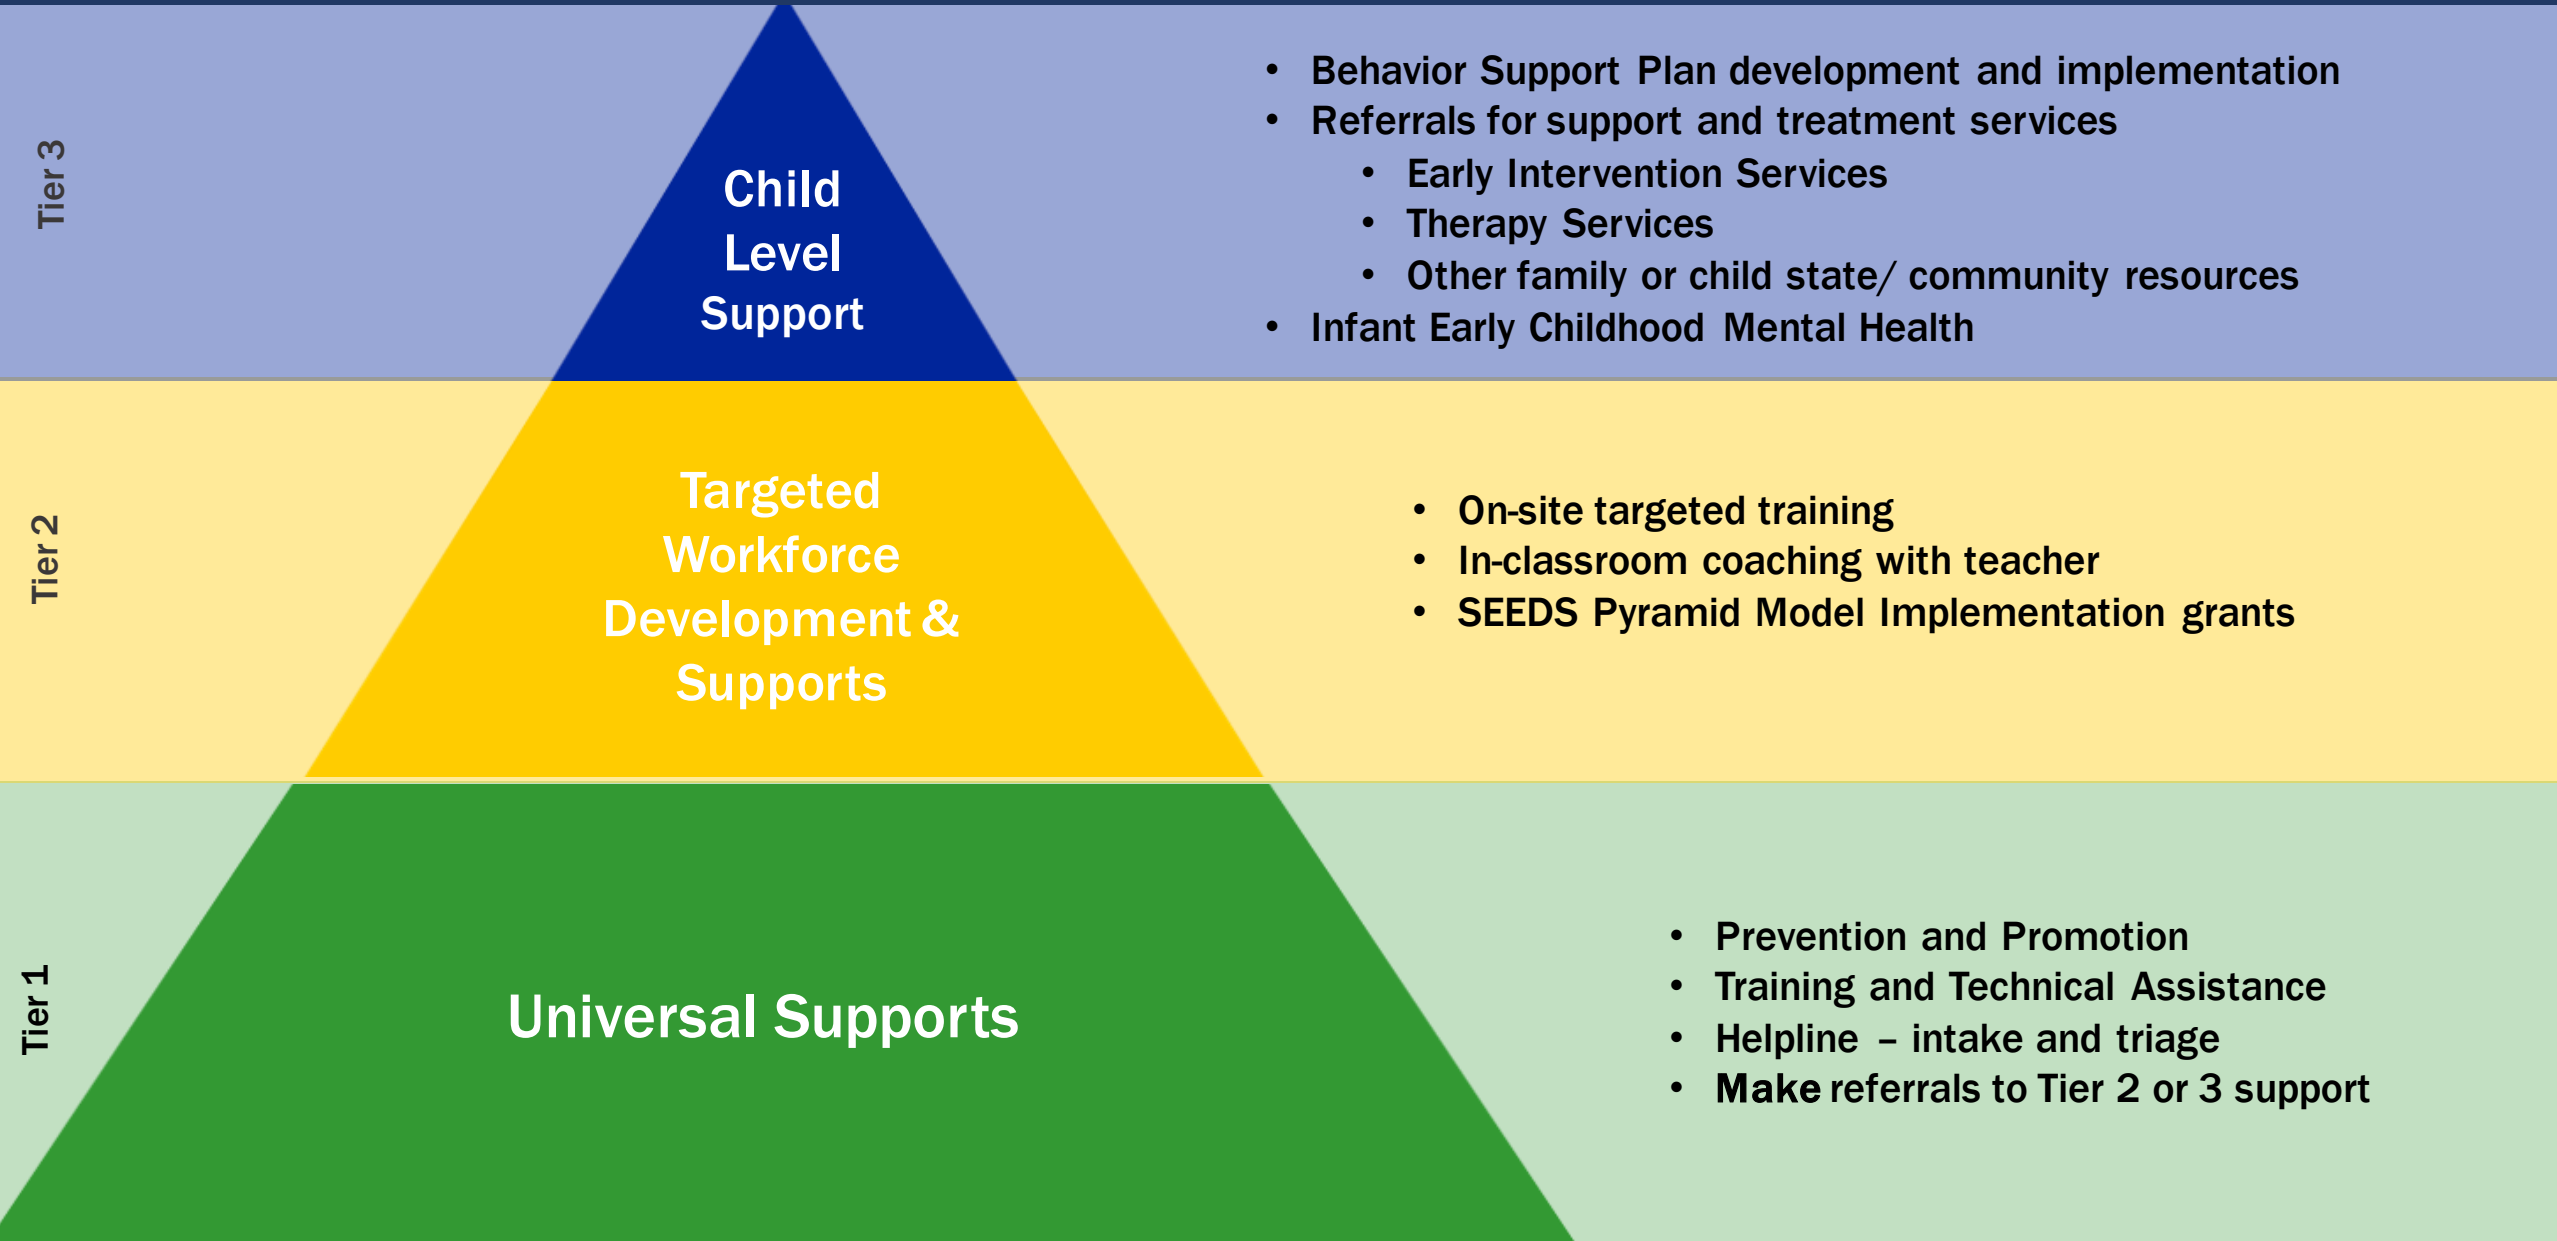 Tier 3
Child
Level
Support
• Behavior Support Plan development and implementation
• Referrals for support and treatment services
• Early Intervention Services
• Therapy Services
• Other family or child state/ community resources
• Infant Early Childhood Mental Health
Tier 2
Targeted
Workforce
Development &
Supports
• On-site targeted training
• In-classroom coaching with teacher
• SEEDS Pyramid Model Implementation grants
Tier 1
Universal Supports
• Prevention and Promotion
• Training and Technical Assistance
• Helpline – intake and triage
• Make referrals to Tier 2 or 3 support